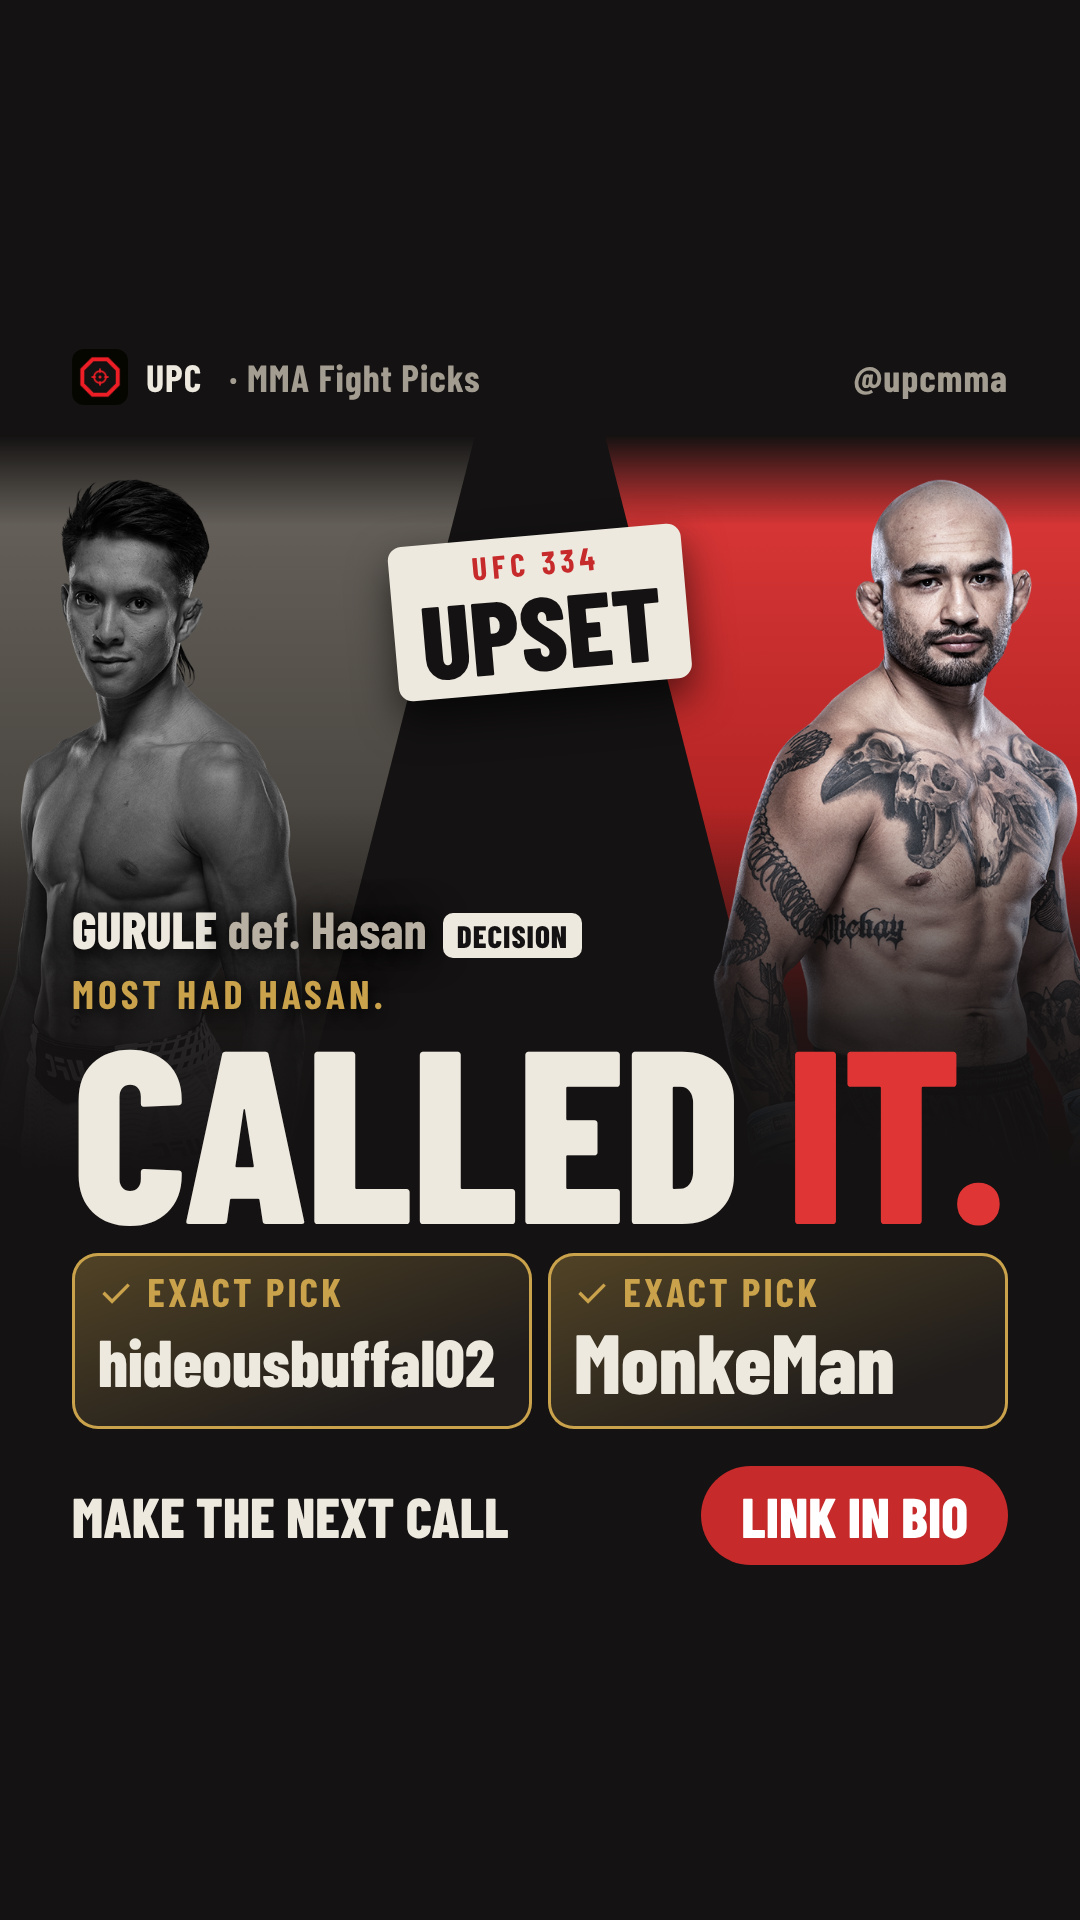 UPC · MMA Fight Picks
@upcmma
UFC 334
UPSET
GURULE def. Hasan DECISION
MOST HAD HASAN.
CALLED IT.
✓ EXACT PICK
hideousbuffal02
✓ EXACT PICK
MonkeMan
MAKE THE NEXT CALL
LINK IN BIO